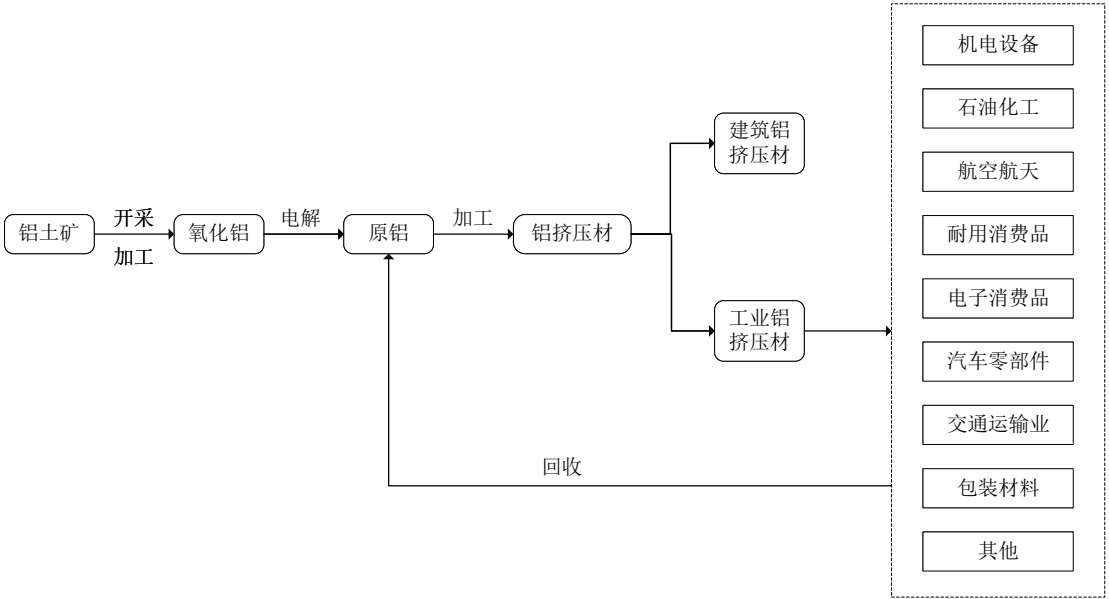 铝土矿
开采
加工
氧化铝
电解
原铝
加工
铝挤压材
建筑铝
挤压材
工业铝
挤压材
机电设备
石油化工
航空航天
耐用消费品
电子消费品
汽车零部件
交通运输业
包装材料
其他
回收